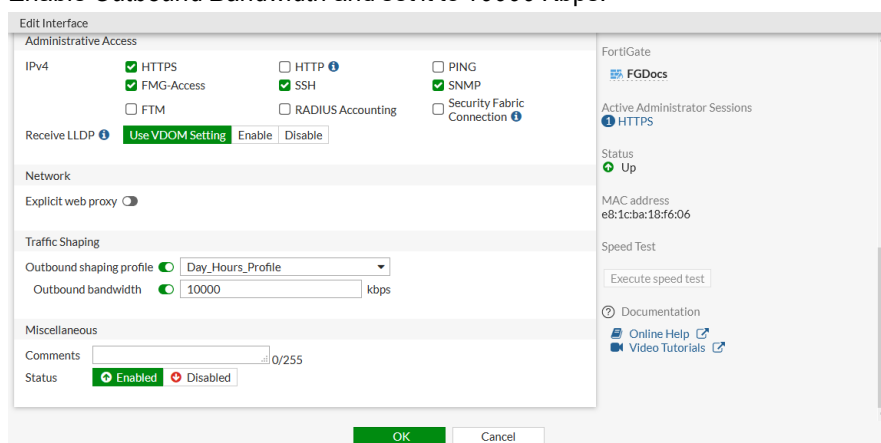 Enable Outbound Bandwidth and set it to 10000 Kbps.
Edit Interface
Administrative Access
IPv4
HTTPS
HTTP
PING
FMG-Access
SSH
SNMP
FTM
RADIUS Accounting
Security Fabric
Connection
Receive LLDP
Use VDOM Setting Enable Disable
Network
Explicit web proxy
Traffic Shaping
Outbound shaping profile
Day_Hours_Profile
Outbound bandwidth
10000
kbps
Miscellaneous
Comments
0/255
Status
Enabled
Disabled
FortiGate
FGDocs
Active Administrator Sessions
1 HTTPS
Status
Up
MAC address
e8:1c:ba:18:f6:06
Speed Test
Execute speed test
Documentation
Online Help
Video Tutorials
OK
Cancel